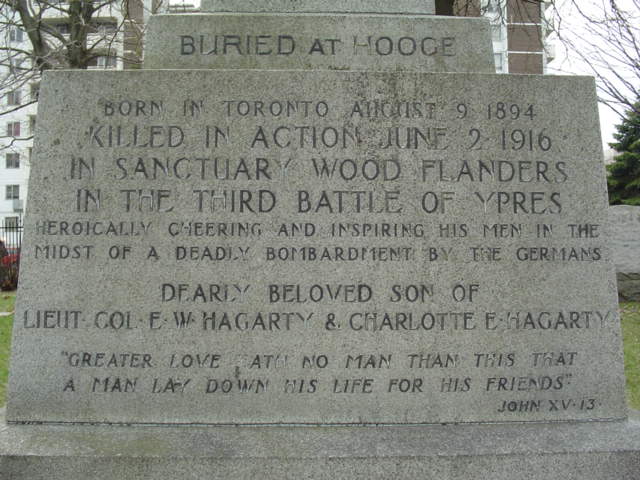 BURIED AT HOOGE
BORN IN TORONTO AUGUST 9 1894
KILLED IN ACTION JUNE 2·1916
IN SANCTUARY WOOD FLANDERS
IN THE THIRD BATTLE OF YPRES
HEROICALLY CHEERING AND INSPIRING HIS MEN IN THE
MIDST OF A DEADLY BOMBARDMENT BY THE GERMANS
DEARLY BELOVED SON OF
LIEUT·COL·E·W·HAGARTY & CHARLOTTE E·HAGARTY
"GREATER LOVE HATH NO MAN THAN THIS THAT
A MAN LAY DOWN HIS LIFE FOR HIS FRIENDS"
JOHN XV·13·